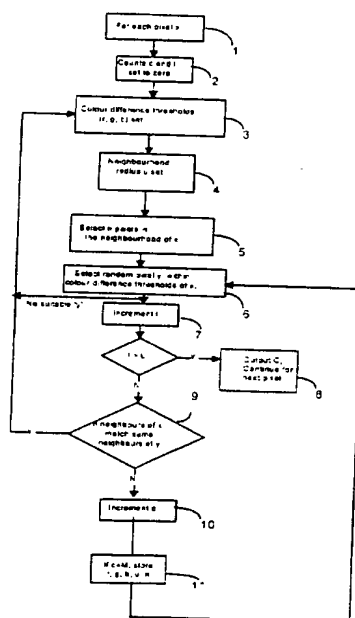 For each pixel x
1
Counts c and I
set to zero
2
Colour difference thresholds
(r, g, b) set
3
Neighbourhood
radius u set
4
Select n pixels in
the neighbourhood of x
5
Select random pixel y within
colour difference thresholds of x
6
No suitable 'y'
Increment I
7
Output C,
Continue for
next pixel
8
9
n neighbours of x
match same
neighbours of y
N
N
Increment c
10
If c>M, store
r, g, b, u, n
11